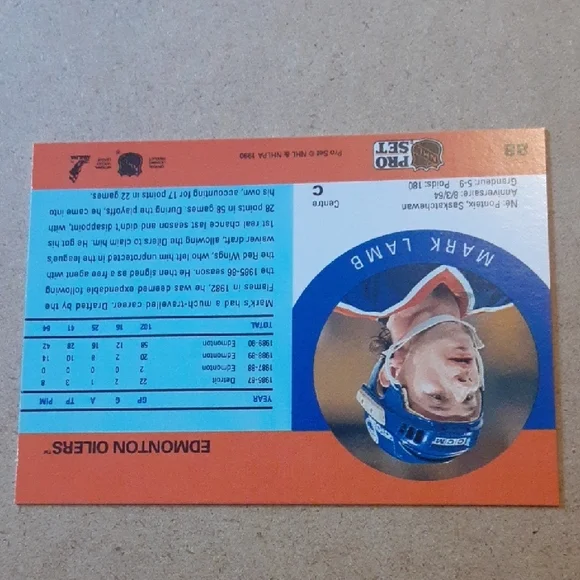 EDMONTON OILERS™
YEAR GP G A TP PIM
1986-87 Detroit 22 2 1 3 8
1987-88 Edmonton 2 0 0 0 0
1988-89 Edmonton 20 2 8 10 14
1989-90 Edmonton 58 12 16 28 42
TOTAL 102 16 25 41 64
Mark's had a much-travelled career. Drafted by the
Flames in 1982, he was deemed expendable following
the 1985-86 season. He then signed as a free agent with
the Red Wings, who left him unprotected in the league's
waiver draft, allowing the Oilers to claim him. He got his
1st real chance last season and didn't disappoint, with
28 points in 58 games. During the playoffs, he came into
his own, accounting for 17 points in 22 games.
CCM
MARK LAMB
Né: Ponteix, Saskatchewan
Anniversaire: 8/3/64
Grandeur: 5-9 Poids: 180
Centre
C
PRO
SET
Pro Set © NHL & NHLPA 1990